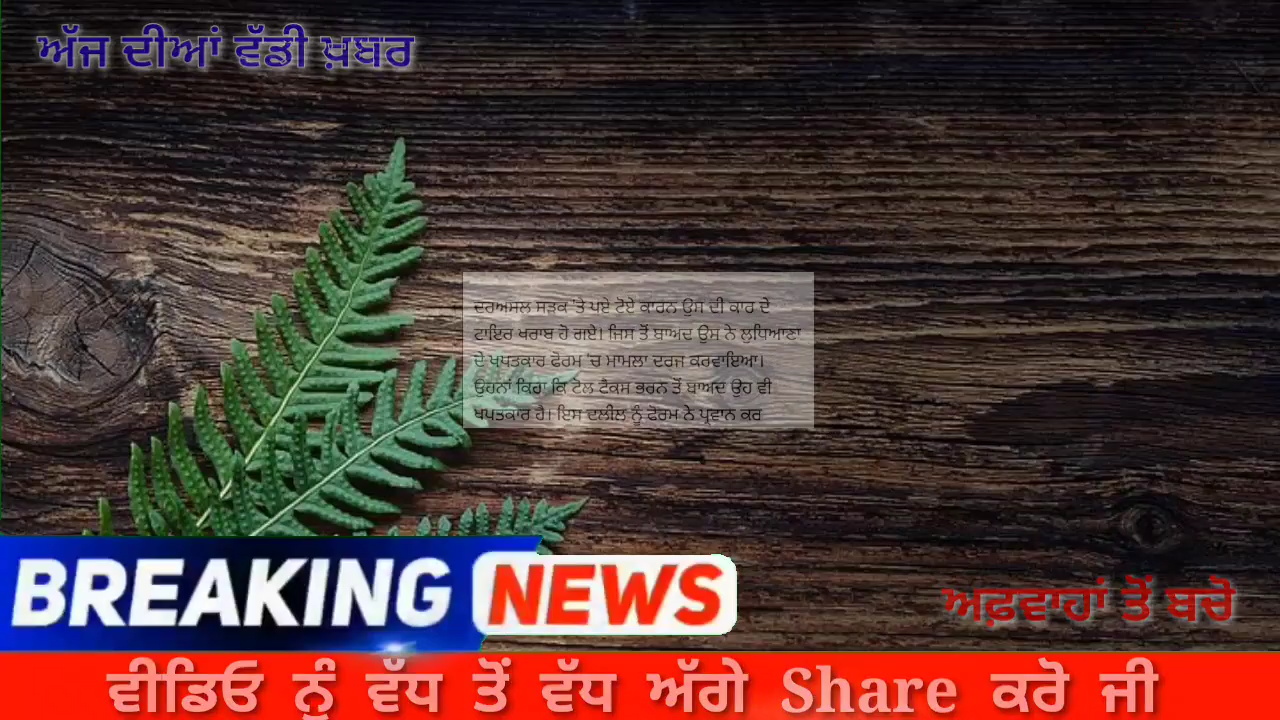 ਅੱਜ ਦੀਆਂ ਵੱਡੀ ਖ਼ਬਰ
ਦਰਅਸਲ ਸੜਕ 'ਤੇ ਪਏ ਟੋਏ ਕਾਰਨ ਉਸ ਦੀ ਕਾਰ ਦੇ
ਟਾਇਰ ਖਰਾਬ ਹੋ ਗਏ। ਜਿਸ ਤੋਂ ਬਾਅਦ ਉਸ ਨੇ ਲੁਧਿਆਣਾ
ਦੇ ਖਪਤਕਾਰ ਫੋਰਮ 'ਚ ਮਾਮਲਾ ਦਰਜ ਕਰਵਾਇਆ।
ਉਹਨਾਂ ਕਿਹਾ ਕਿ ਟੋਲ ਟੈਕਸ ਭਰਨ ਤੋਂ ਬਾਅਦ ਉਹ ਵੀ
ਖਪਤਕਾਰ ਹੈ। ਇਸ ਦਲੀਲ ਨੂੰ ਫੋਰਮ ਨੇ ਪ੍ਰਵਾਨ ਕਰ
BREAKING NEWS
ਅਫ਼ਵਾਹਾਂ ਤੋਂ ਬਚੋ
ਵੀਡਿਓ ਨੂੰ ਵੱਧ ਤੋਂ ਵੱਧ ਅੱਗੇ Share ਕਰੋ ਜੀ